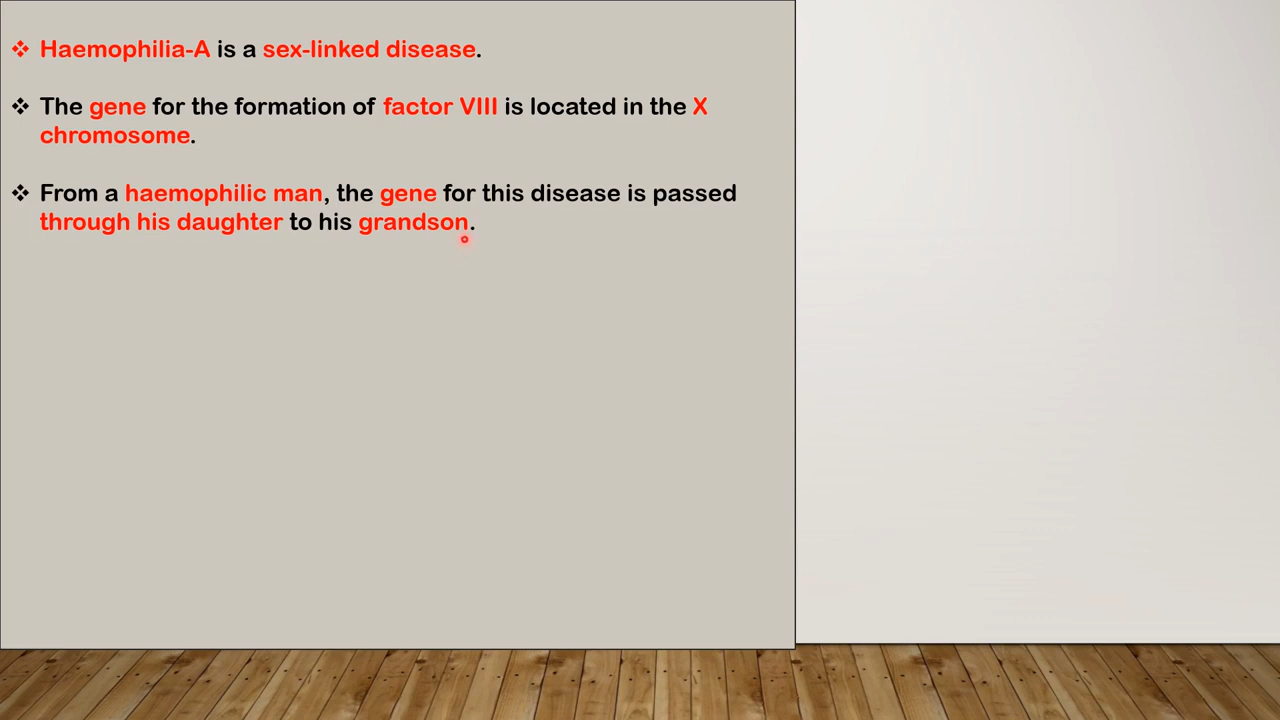 ❖ Haemophilia-A is a sex-linked disease.
❖ The gene for the formation of factor VIII is located in the X
chromosome.
❖ From a haemophilic man, the gene for this disease is passed
through his daughter to his grandson.